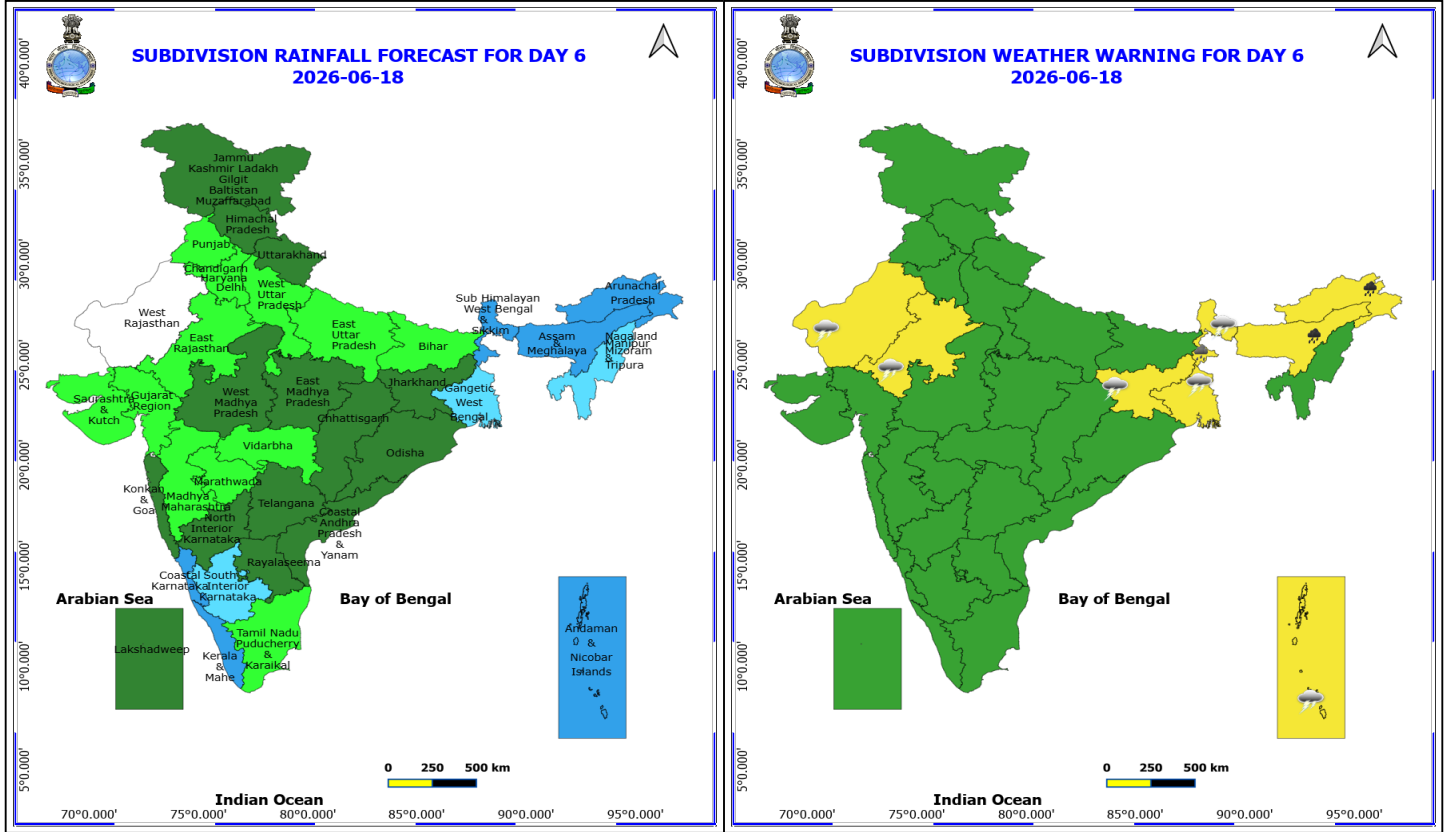 SUBDIVISION RAINFALL FORECAST FOR DAY 6
2026-06-18
40°0.000'
35°0.000'
30°0.000'
25°0.000'
20°0.000'
15°0.000'
10°0.000'
5°0.000'
Jammu
Kashmir Ladakh
Gilgit
Baltistan
Muzaffarabad
Himachal
Pradesh
Uttarakhand
Punjab
Chandigarh
Haryana
Delhi
West
Uttar
Pradesh
West
Rajasthan
East
Rajasthan
East
Uttar
Pradesh
Bihar
Sub Himalayan
West Bengal
&
Sikkim
Arunachal
Pradesh
Assam
&
Meghalaya
Nagaland
Manipur
Mizoram
&
Tripura
Saurashtra
&
Kutch
Gujarat
Region
West
Madhya
Pradesh
East
Madhya
Pradesh
Jharkhand
Gangetic
West
Bengal
Chhattisgarh
Odisha
Vidarbha
Marathwada
Madhya
Maharashtra
Konkan
&
Goa
Telangana
North
Interior
Karnataka
Coastal
Andhra
Pradesh
&
Yanam
Rayalaseema
Coastal
Karnataka
South
Interior
Karnataka
Tamil Nadu
Puducherry
&
Karaikal
Kerala
&
Mahe
Lakshadweep
Andaman
&
Nicobar
Islands
Arabian Sea
Bay of Bengal
Indian Ocean
0 250 500 km
70°0.000' 75°0.000' 80°0.000' 85°0.000' 90°0.000' 95°0.000'
SUBDIVISION WEATHER WARNING FOR DAY 6
2026-06-18
40°0.000'
35°0.000'
30°0.000'
25°0.000'
20°0.000'
15°0.000'
10°0.000'
5°0.000'
Arabian Sea
Bay of Bengal
Indian Ocean
0 250 500 km
70°0.000' 75°0.000' 80°0.000' 85°0.000' 90°0.000' 95°0.000'